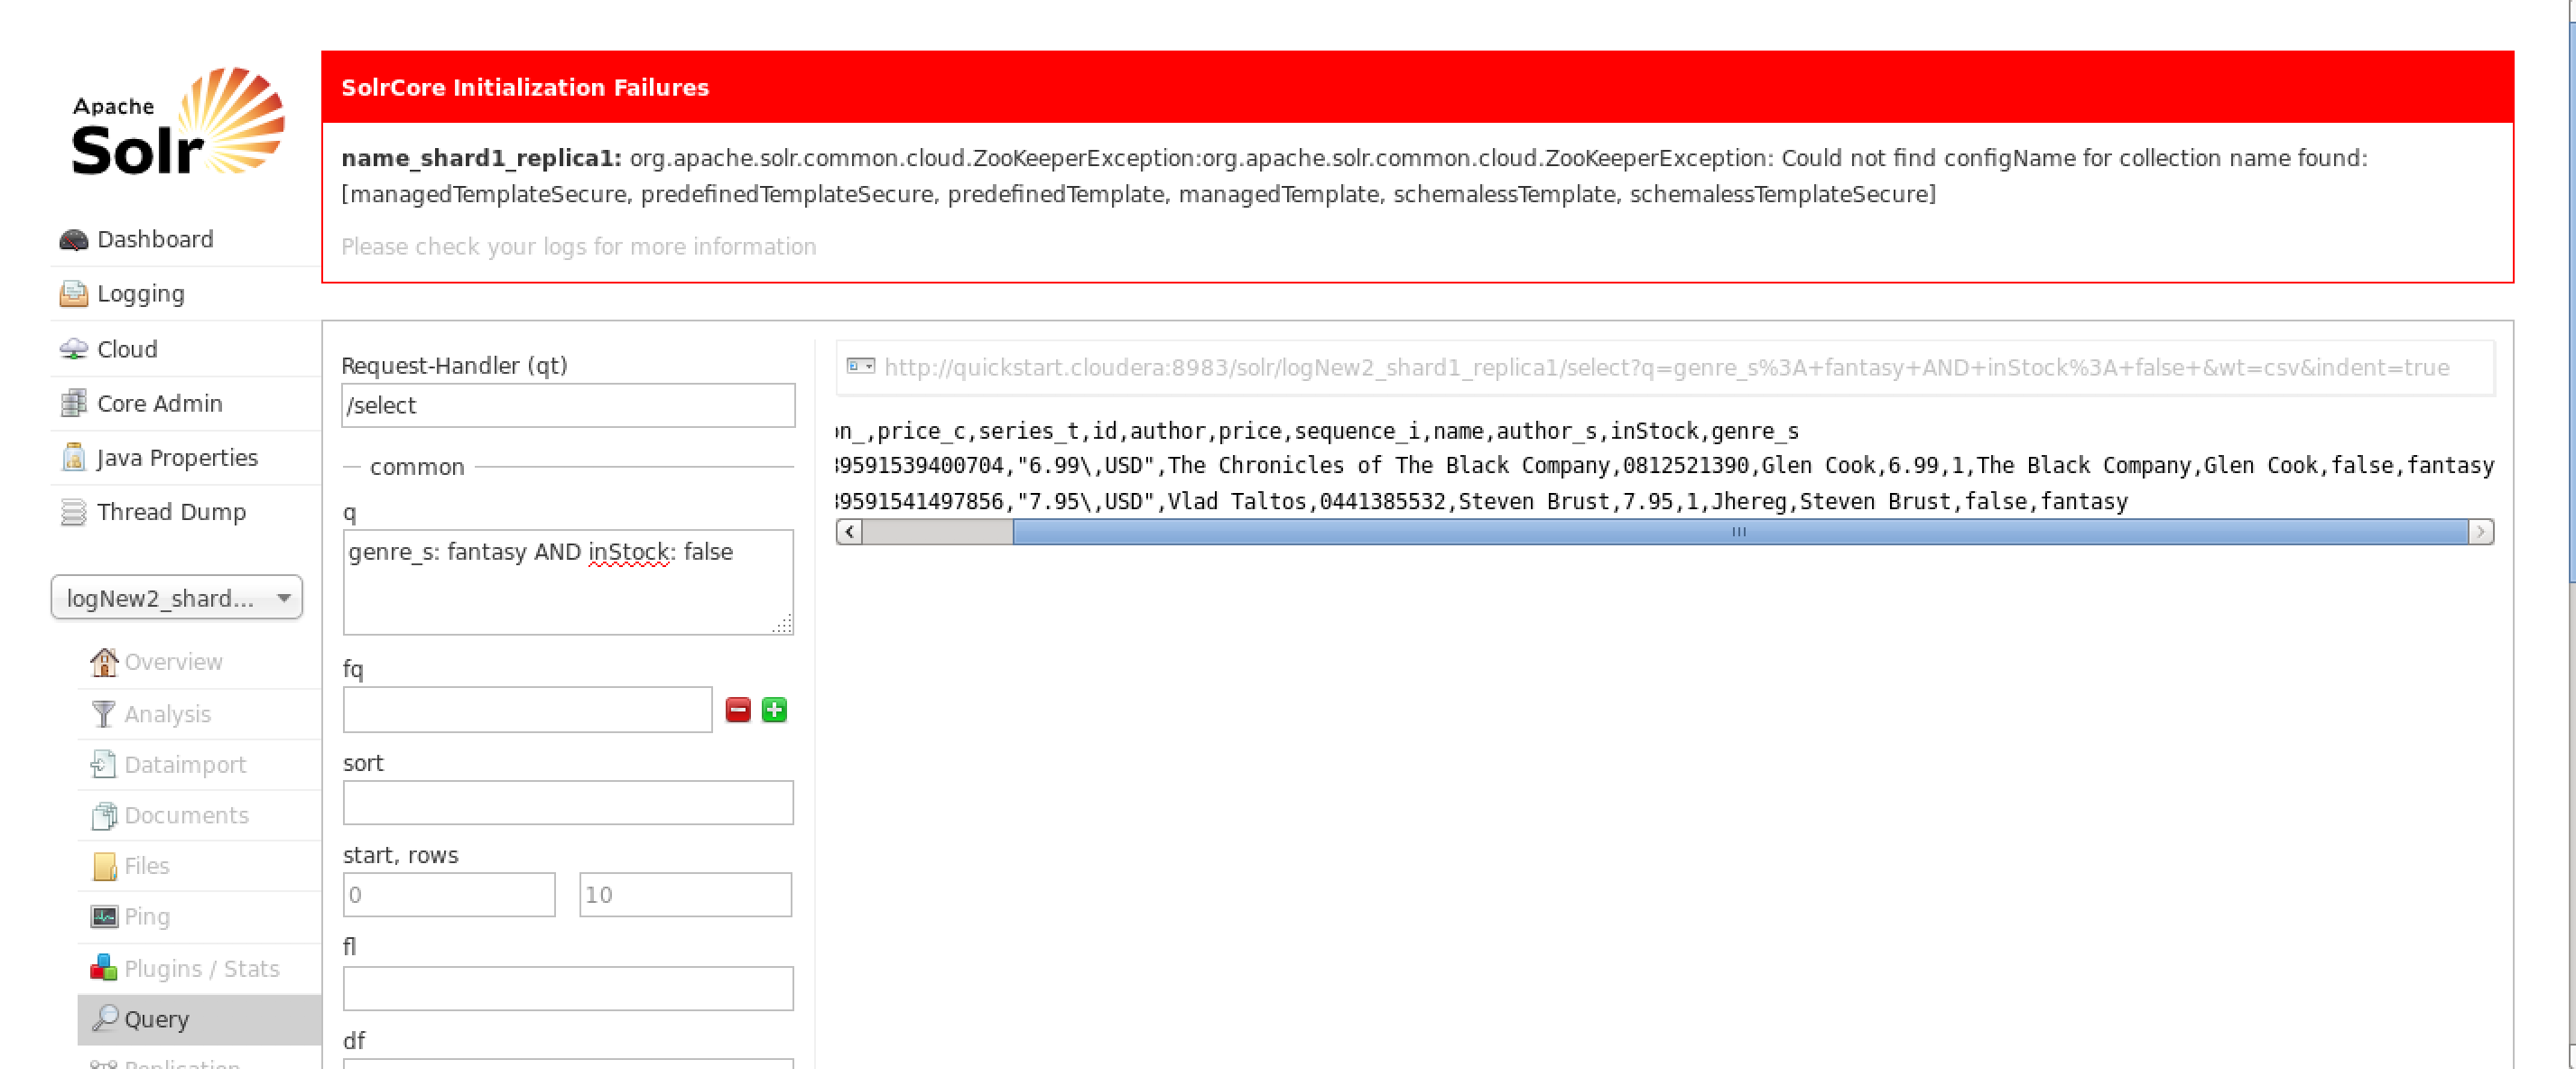 Apache
Solr
Dashboard
Logging
Cloud
Core Admin
Java Properties
Thread Dump
logNew2_shard...
Overview
Analysis
Dataimport
Documents
Files
Ping
Plugins / Stats
Query
Replication
SolrCore Initialization Failures
name_shard1_replica1: org.apache.solr.common.cloud.ZooKeeperException:org.apache.solr.common.cloud.ZooKeeperException: Could not find configName for collection name found:
[managedTemplateSecure, predefinedTemplateSecure, predefinedTemplate, managedTemplate, schemalessTemplate, schemalessTemplateSecure]
Please check your logs for more information
Request-Handler (qt)
/select
common
q
genre_s: fantasy AND inStock: false
fq
sort
start, rows
0 10
fl
df
http://quickstart.cloudera:8983/solr/logNew2_shard1_replica1/select?q=genre_s%3A+fantasy+AND+inStock%3A+false+&wt=csv&indent=true
on_,price_c,series_t,id,author,price,sequence_i,name,author_s,inStock,genre_s
39591539400704,"6.99\,USD",The Chronicles of The Black Company,0812521390,Glen Cook,6.99,1,The Black Company,Glen Cook,false,fantasy
39591541497856,"7.95\,USD",Vlad Taltos,0441385532,Steven Brust,7.95,1,Jhereg,Steven Brust,false,fantasy